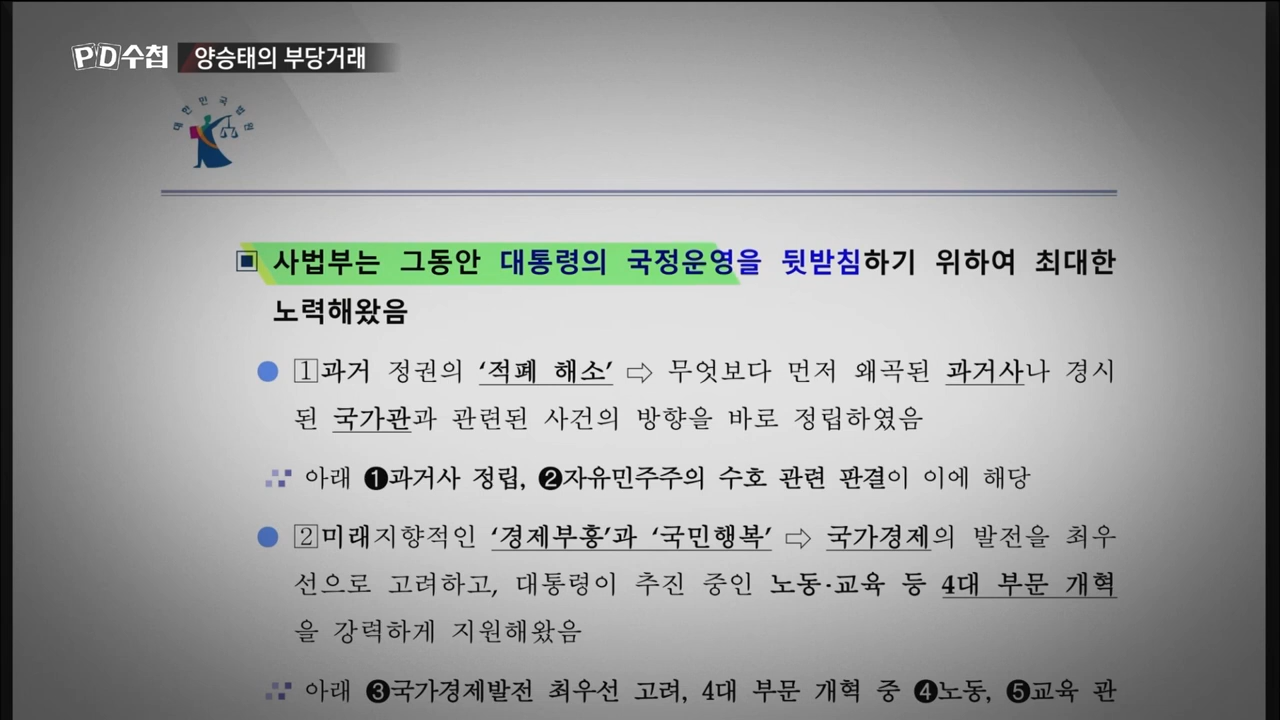 PD수첩 양승태의 부당거래
대한민국법원
▣ 사법부는 그동안 대통령의 국정운영을 뒷받침하기 위하여 최대한
노력해왔음
● 1과거 정권의 ‘적폐 해소’ ⇨ 무엇보다 먼저 왜곡된 과거사나 경시
된 국가관과 관련된 사건의 방향을 바로 정립하였음
아래 ❶과거사 정립, ❷자유민주주의 수호 관련 판결이 이에 해당
● 2미래지향적인 ‘경제부흥’과 ‘국민행복’ ⇨ 국가경제의 발전을 최우
선으로 고려하고, 대통령이 추진 중인 노동·교육 등 4대 부문 개혁
을 강력하게 지원해왔음
아래 ❸국가경제발전 최우선 고려, 4대 부문 개혁 중 ❹노동, ❺교육 관